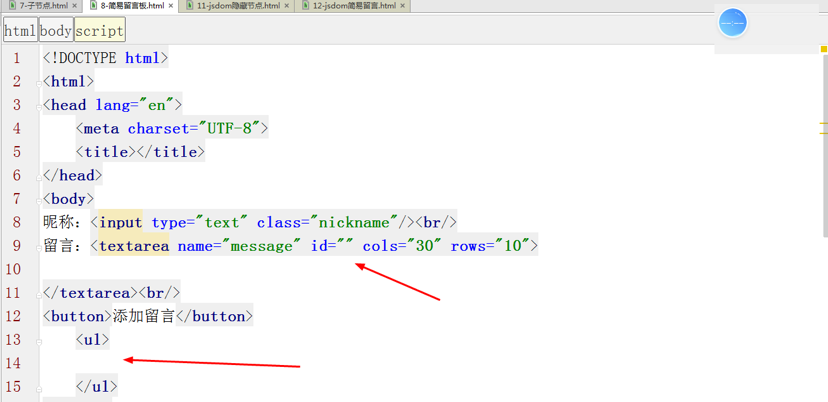 7-子节点.html × 8-简易留言板.html × 11-jsdom隐藏节点.html × 12-jsdom简易留言.html ×
html body script
1 <!DOCTYPE html>
2 <html>
3 <head lang="en">
4 <meta charset="UTF-8">
5 <title></title>
6 </head>
7 <body>
8 昵称：<input type="text" class="nickname"/><br/>
9 留言：<textarea name="message" id="" cols="30" rows="10">
10
11 </textarea><br/>
12 <button>添加留言</button>
13 <ul>
14
15 </ul>
--:--